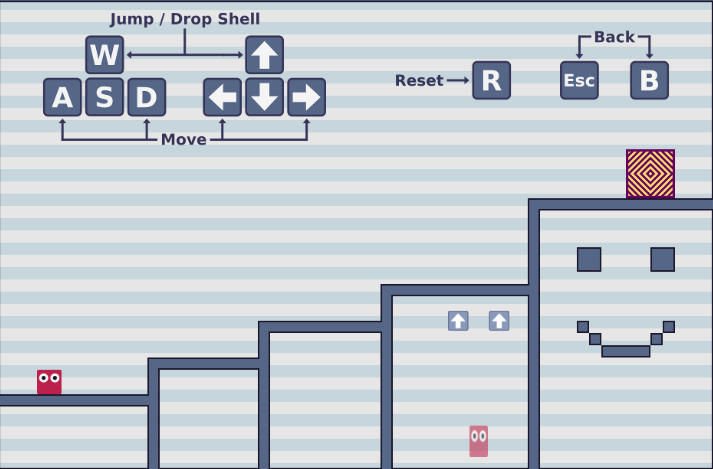 Jump / Drop Shell
W
A S D
Move
Reset
R
Back
Esc
B